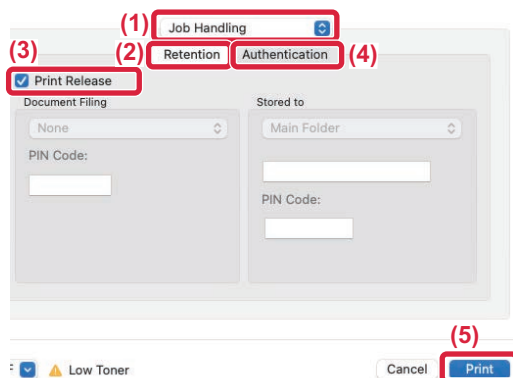 (1) Job Handling
(2) Retention Authentication (4)
(3)
Print Release
Document Filing Stored to
None Main Folder
PIN Code:
PIN Code:
(5)
Low Toner Cancel Print